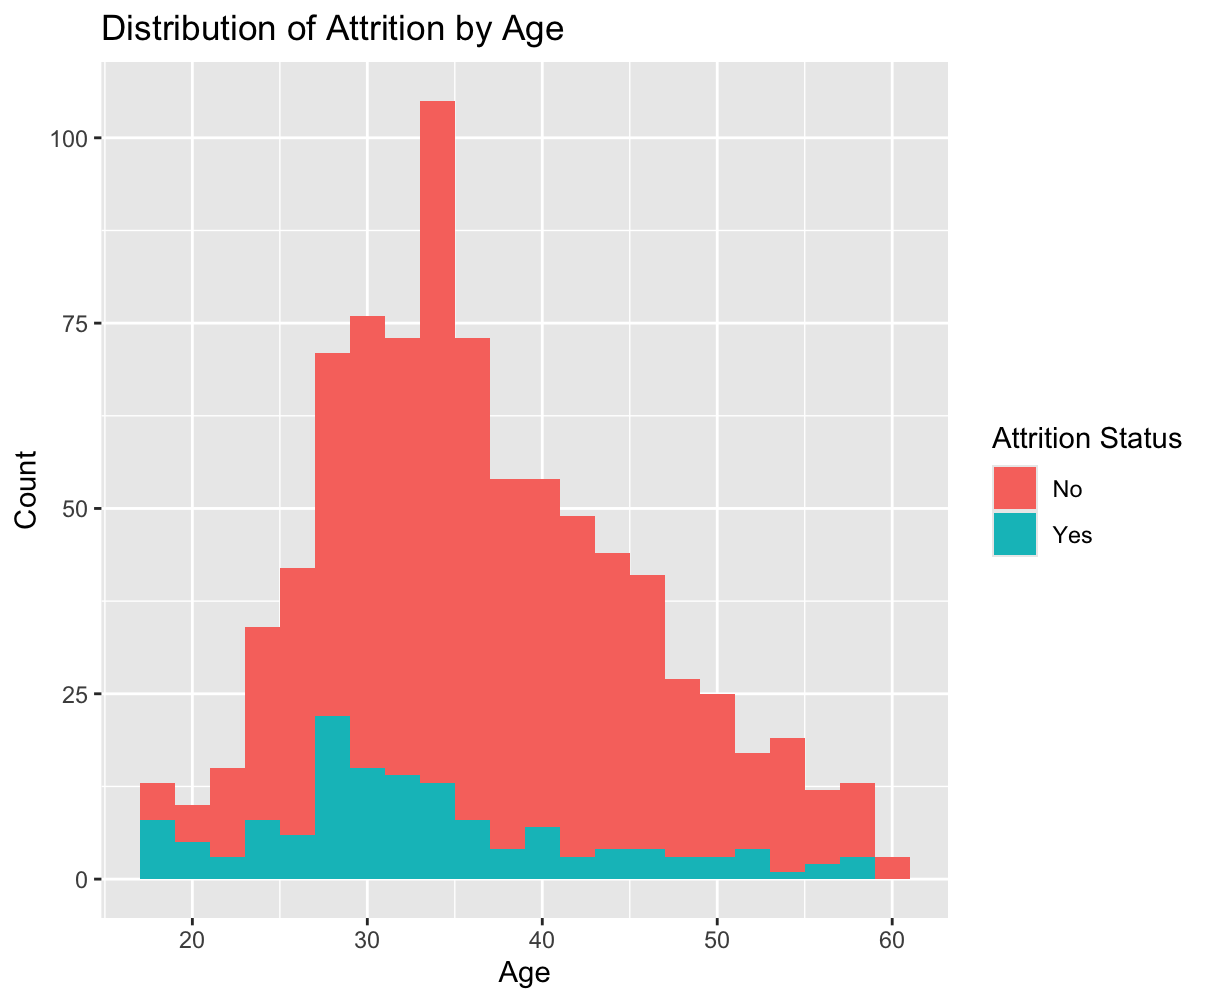 Distribution of Attrition by Age
100
75
50
25
0
Count
20 30 40 50 60
Age
Attrition Status
No
Yes